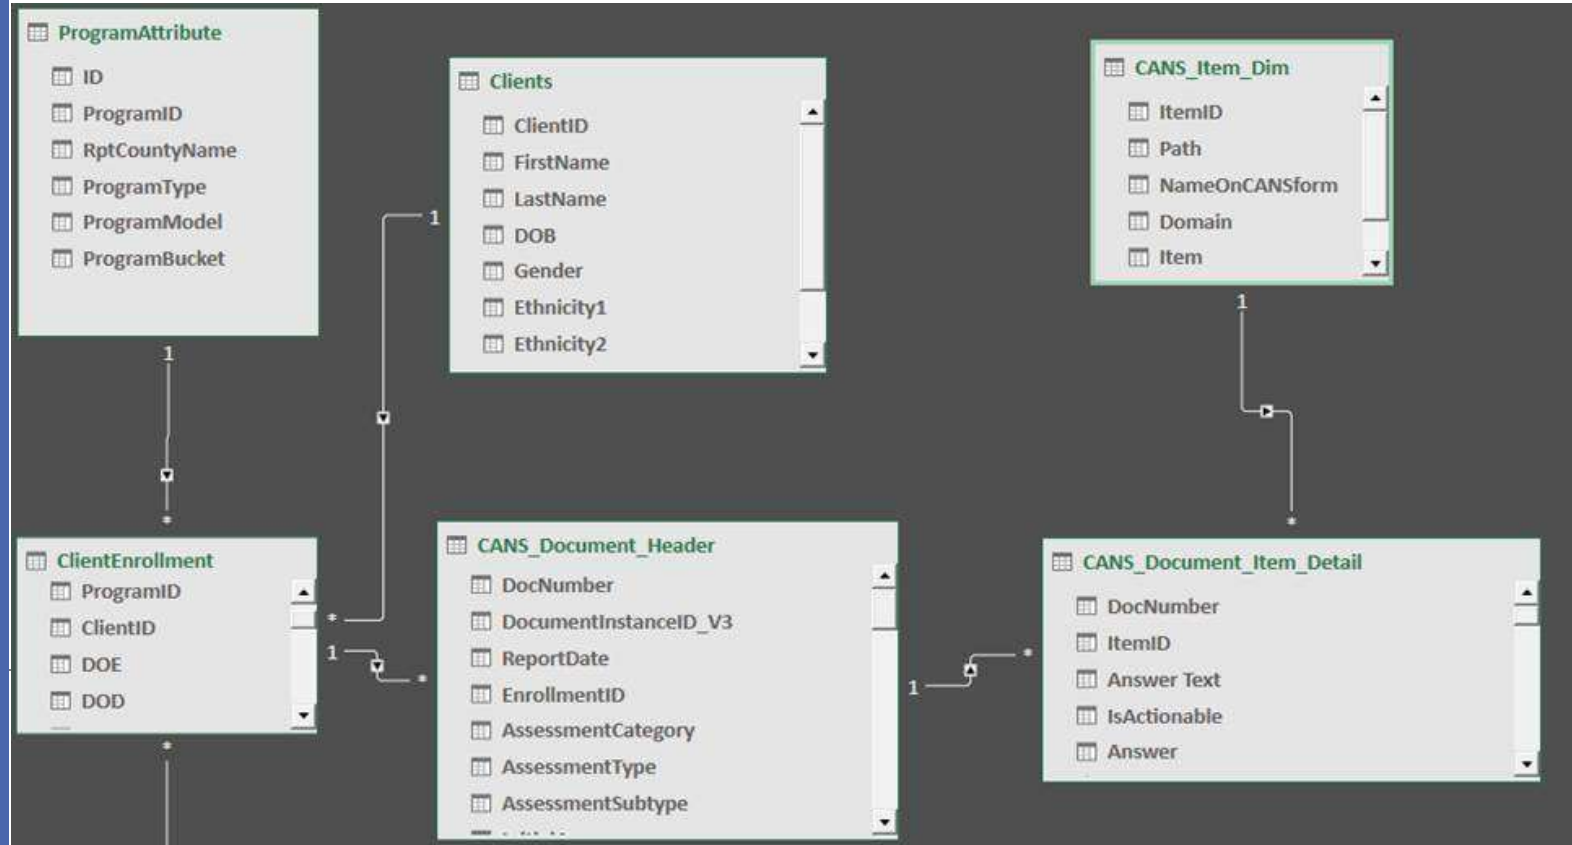 ProgramAttribute
ID
ProgramID
RptCountyName
ProgramType
ProgramModel
ProgramBucket
1
Clients
ClientID
FirstName
LastName
DOB
Gender
Ethnicity1
Ethnicity2
1
CANS_Item_Dim
ItemID
Path
NameOnCANSform
Domain
Item
1
*
ClientEnrollment
ProgramID
ClientID
DOE
DOD
*
1
*
CANS_Document_Header
DocNumber
DocumentInstanceID_V3
ReportDate
EnrollmentID
AssessmentCategory
AssessmentType
AssessmentSubtype
*
1
*
*
CANS_Document_Item_Detail
DocNumber
ItemID
Answer Text
IsActionable
Answer